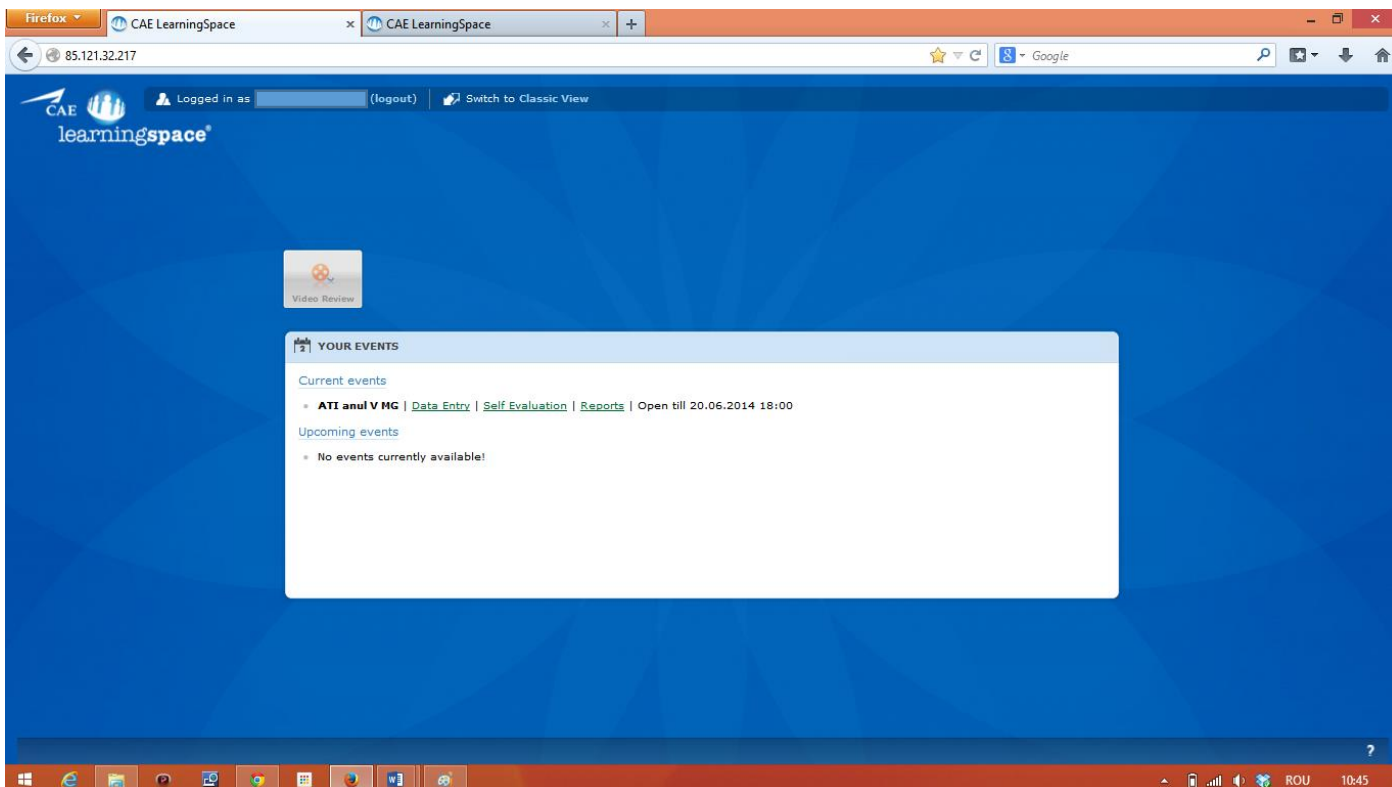 Firefox
CAE LearningSpace
CAE LearningSpace
85.121.32.217
Google
CAE
learningspace®
Logged in as (logout) Switch to Classic View
Video Review
YOUR EVENTS
Current events
ATI anul V MG | Data Entry | Self Evaluation | Reports | Open till 20.06.2014 18:00
Upcoming events
No events currently available!
?
ROU 10:45